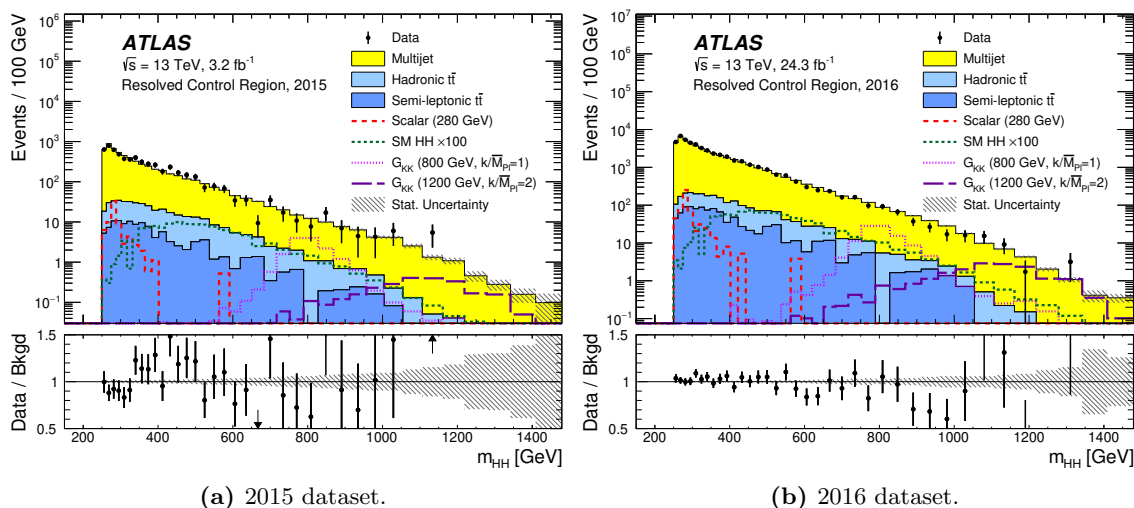 Events / 100 GeV
10⁶
10⁵
10⁴
10³
10²
10
1
10⁻¹
ATLAS
√s = 13 TeV, 3.2 fb⁻¹
Resolved Control Region, 2015
Data
Multijet
Hadronic tt̄
Semi-leptonic tt̄
Scalar (280 GeV)
SM HH ×100
G_KK (800 GeV, k/M̄_Pl=1)
G_KK (1200 GeV, k/M̄_Pl=2)
Stat. Uncertainty
Data / Bkgd
1.5
1
0.5
200 400 600 800 1000 1200 1400
m_HH [GeV]
(a) 2015 dataset.
Events / 100 GeV
10⁷
10⁶
10⁵
10⁴
10³
10²
10
1
10⁻¹
ATLAS
√s = 13 TeV, 24.3 fb⁻¹
Resolved Control Region, 2016
Data
Multijet
Hadronic tt̄
Semi-leptonic tt̄
Scalar (280 GeV)
SM HH ×100
G_KK (800 GeV, k/M̄_Pl=1)
G_KK (1200 GeV, k/M̄_Pl=2)
Stat. Uncertainty
Data / Bkgd
1.5
1
0.5
200 400 600 800 1000 1200 1400
m_HH [GeV]
(b) 2016 dataset.